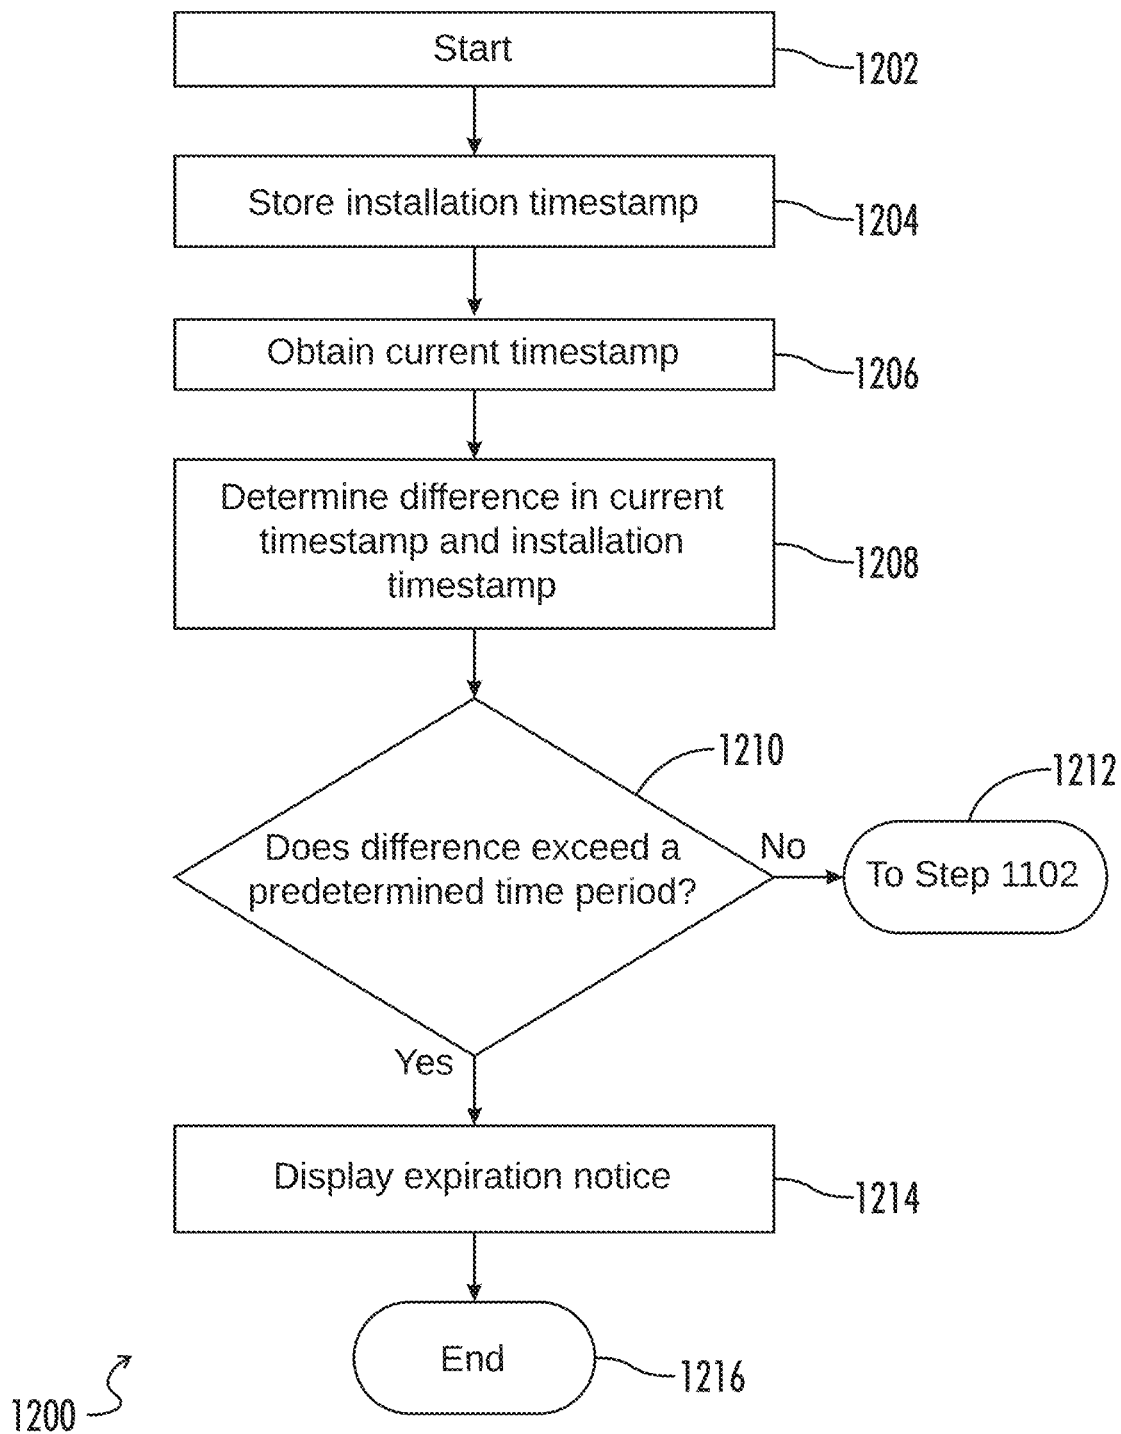 Start
1202
Store installation timestamp
1204
Obtain current timestamp
1206
Determine difference in current
timestamp and installation
timestamp
1208
1210
Does difference exceed a
predetermined time period?
No
1212
To Step 1102
Yes
Display expiration notice
1214
End
1216
1200